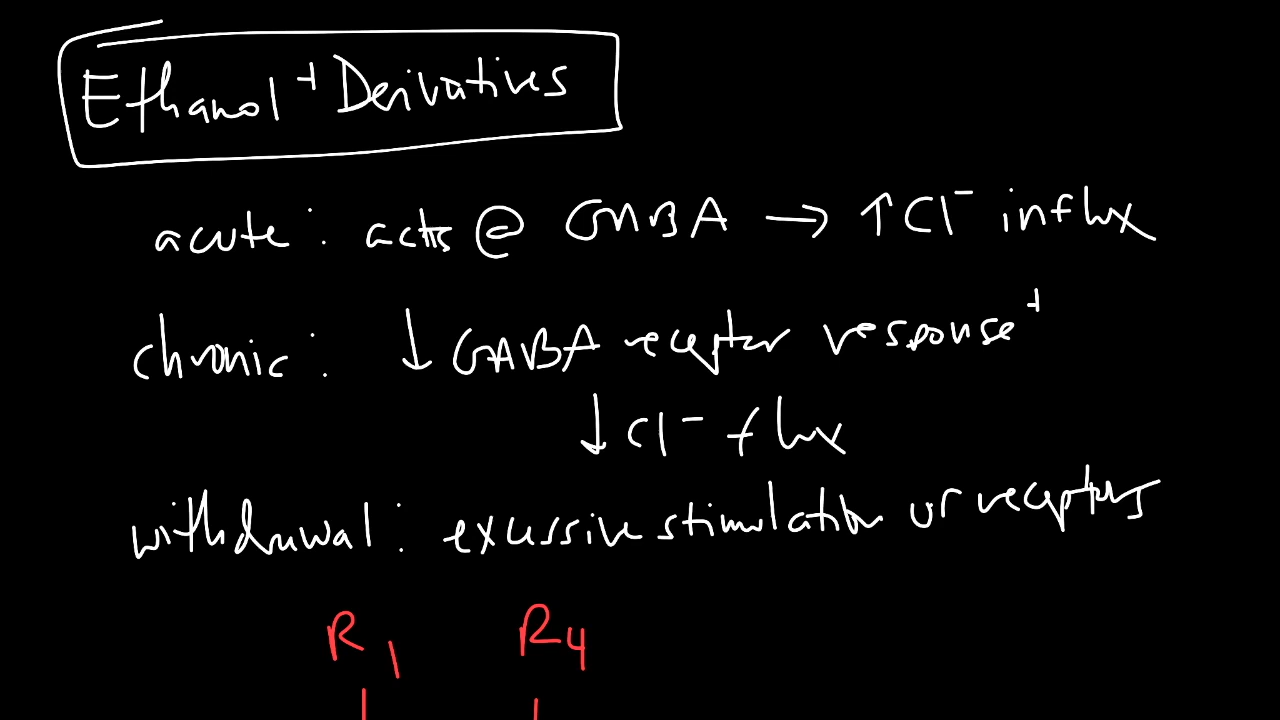 Ethanol + Derivatives
acute: acts @ GABA → ↑Cl⁻ influx
chronic: ↓ GABA receptor response +
↓ Cl⁻ flux
withdrawal: excessive stimulation or receptors
R1 R4